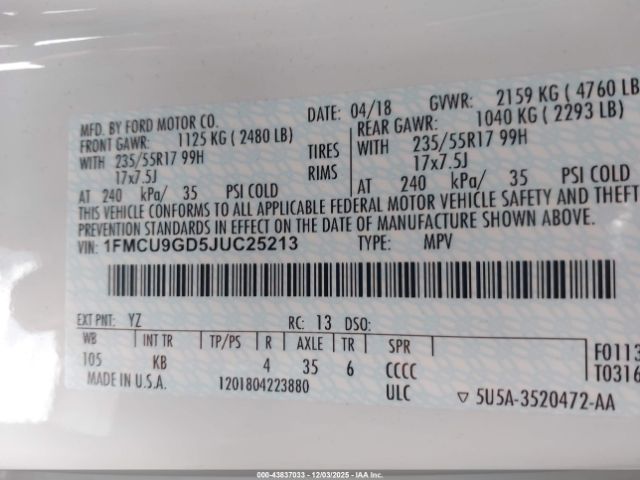 MFD. BY FORD MOTOR CO.
DATE: 04/18 GVWR: 2159 KG ( 4760 LB
FRONT GAWR: 1125 KG ( 2480 LB) REAR GAWR: 1040 KG ( 2293 LB)
WITH 235/55R17 99H TIRES WITH 235/55R17 99H
17x7.5J RIMS 17x7.5J
AT 240 kPa/ 35 PSI COLD AT 240 kPa/ 35 PSI COLD
THIS VEHICLE CONFORMS TO ALL APPLICABLE FEDERAL MOTOR VEHICLE SAFETY AND THEFT
PREVENTION STANDARDS IN EFFECT ON THE DATE OF MANUFACTURE SHOWN ABOVE.
VIN: 1FMCU9GD5JUC25213 TYPE: MPV
EXT PNT: YZ RC: 13 DSO:
WB INT TR TP/PS R AXLE TR SPR
105 KB 4 35 6 CCCC
F0113
T0316
MADE IN U.S.A. 1201804223880 ULC ▽ 5U5A-3520472-AA
000-43837033 - 12/03/2025 - IAA Inc.